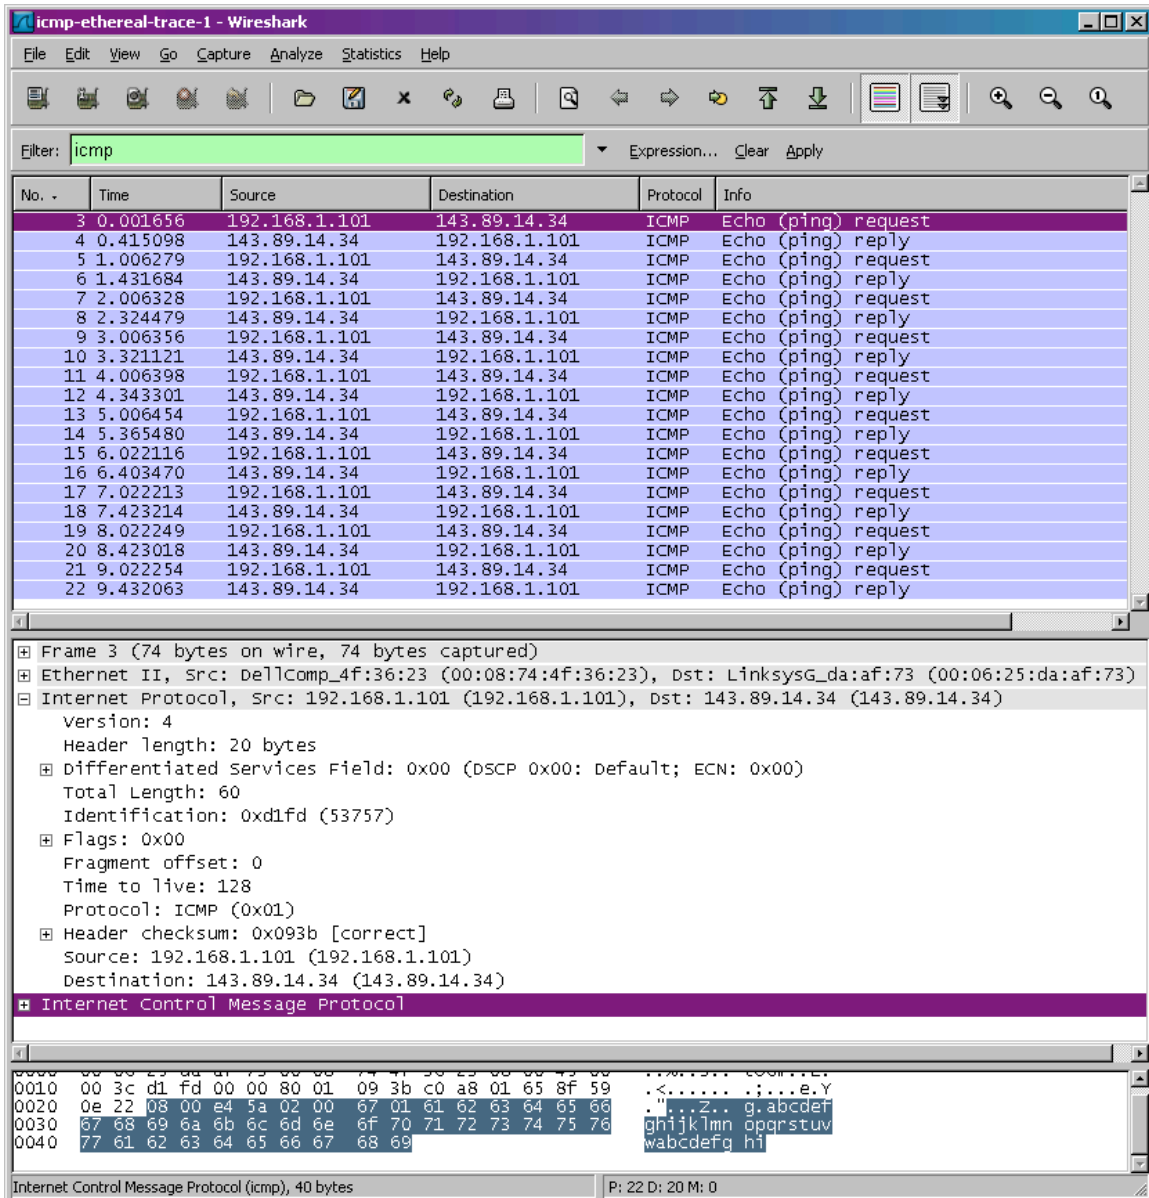 icmp-ethereal-trace-1 - Wireshark
File Edit View Go Capture Analyze Statistics Help
Filter: icmp Expression... Clear Apply
No. Time Source Destination Protocol Info
3 0.001656 192.168.1.101 143.89.14.34 ICMP Echo (ping) request
4 0.415098 143.89.14.34 192.168.1.101 ICMP Echo (ping) reply
5 1.006279 192.168.1.101 143.89.14.34 ICMP Echo (ping) request
6 1.431684 143.89.14.34 192.168.1.101 ICMP Echo (ping) reply
7 2.006328 192.168.1.101 143.89.14.34 ICMP Echo (ping) request
8 2.324479 143.89.14.34 192.168.1.101 ICMP Echo (ping) reply
9 3.006356 192.168.1.101 143.89.14.34 ICMP Echo (ping) request
10 3.321121 143.89.14.34 192.168.1.101 ICMP Echo (ping) reply
11 4.006398 192.168.1.101 143.89.14.34 ICMP Echo (ping) request
12 4.343301 143.89.14.34 192.168.1.101 ICMP Echo (ping) reply
13 5.006454 192.168.1.101 143.89.14.34 ICMP Echo (ping) request
14 5.365480 143.89.14.34 192.168.1.101 ICMP Echo (ping) reply
15 6.022116 192.168.1.101 143.89.14.34 ICMP Echo (ping) request
16 6.403470 143.89.14.34 192.168.1.101 ICMP Echo (ping) reply
17 7.022213 192.168.1.101 143.89.14.34 ICMP Echo (ping) request
18 7.423214 143.89.14.34 192.168.1.101 ICMP Echo (ping) reply
19 8.022249 192.168.1.101 143.89.14.34 ICMP Echo (ping) request
20 8.423018 143.89.14.34 192.168.1.101 ICMP Echo (ping) reply
21 9.022254 192.168.1.101 143.89.14.34 ICMP Echo (ping) request
22 9.432063 143.89.14.34 192.168.1.101 ICMP Echo (ping) reply
Frame 3 (74 bytes on wire, 74 bytes captured)
Ethernet II, Src: DellComp_4f:36:23 (00:08:74:4f:36:23), Dst: LinksysG_da:af:73 (00:06:25:da:af:73)
Internet Protocol, Src: 192.168.1.101 (192.168.1.101), Dst: 143.89.14.34 (143.89.14.34)
Version: 4
Header length: 20 bytes
Differentiated Services Field: 0x00 (DSCP 0x00: Default; ECN: 0x00)
Total Length: 60
Identification: 0xd1fd (53757)
Flags: 0x00
Fragment offset: 0
Time to live: 128
Protocol: ICMP (0x01)
Header checksum: 0x093b [correct]
Source: 192.168.1.101 (192.168.1.101)
Destination: 143.89.14.34 (143.89.14.34)
Internet Control Message Protocol
0010 00 3c d1 fd 00 00 80 01 09 3b c0 a8 01 65 8f 59 .<...... .;...e.Y
0020 0e 22 08 00 e4 5a 02 00 67 01 61 62 63 64 65 66 ."...Z.. g.abcdef
0030 67 68 69 6a 6b 6c 6d 6e 6f 70 71 72 73 74 75 76 ghijklmn opqrstuv
0040 77 61 62 63 64 65 66 67 68 69 wabcdefg hi
Internet Control Message Protocol (icmp), 40 bytes P: 22 D: 20 M: 0